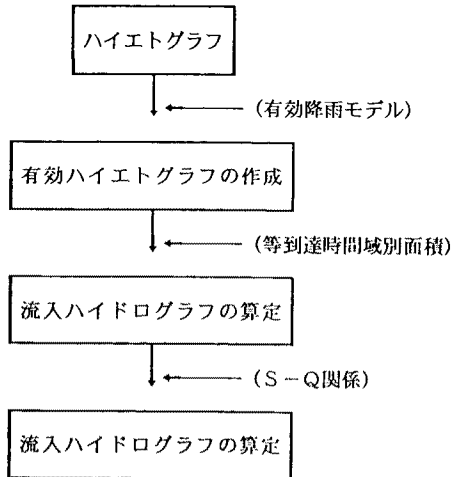 ハイエトグラフ
(有効降雨モデル)
有効ハイエトグラフの作成
(等到達時間域別面積)
流入ハイドログラフの算定
(S-Q関係)
流入ハイドログラフの算定